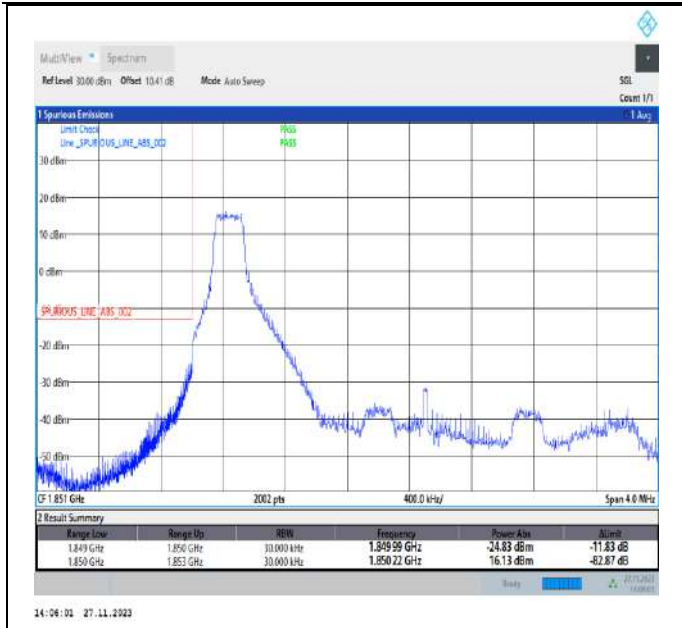 MultiView Spectrum
Ref Level 30.00 dBm Offset 10.41 dB Mode Auto Sweep SGL
Count 1/1
1 Spurious Emissions 1 Avg
Limit Check PASS
Line _SPURIOUS_LINE_ABS_002 PASS
30 dBm
20 dBm
10 dBm
0 dBm
SPURIOUS_LINE_ABS_002
-20 dBm
-30 dBm
-40 dBm
-50 dBm
CF 1.851 GHz 2002 pts 400.0 kHz/ Span 4.0 MHz
2 Result Summary
Range Low Range Up RBW Frequency Power Abs ΔLimit
1.849 GHz 1.850 GHz 30.000 kHz 1.84999 GHz -24.83 dBm -11.83 dB
1.850 GHz 1.853 GHz 30.000 kHz 1.85022 GHz 16.13 dBm -82.87 dB
Ready 27.11.2023
14:06:01 27.11.2023